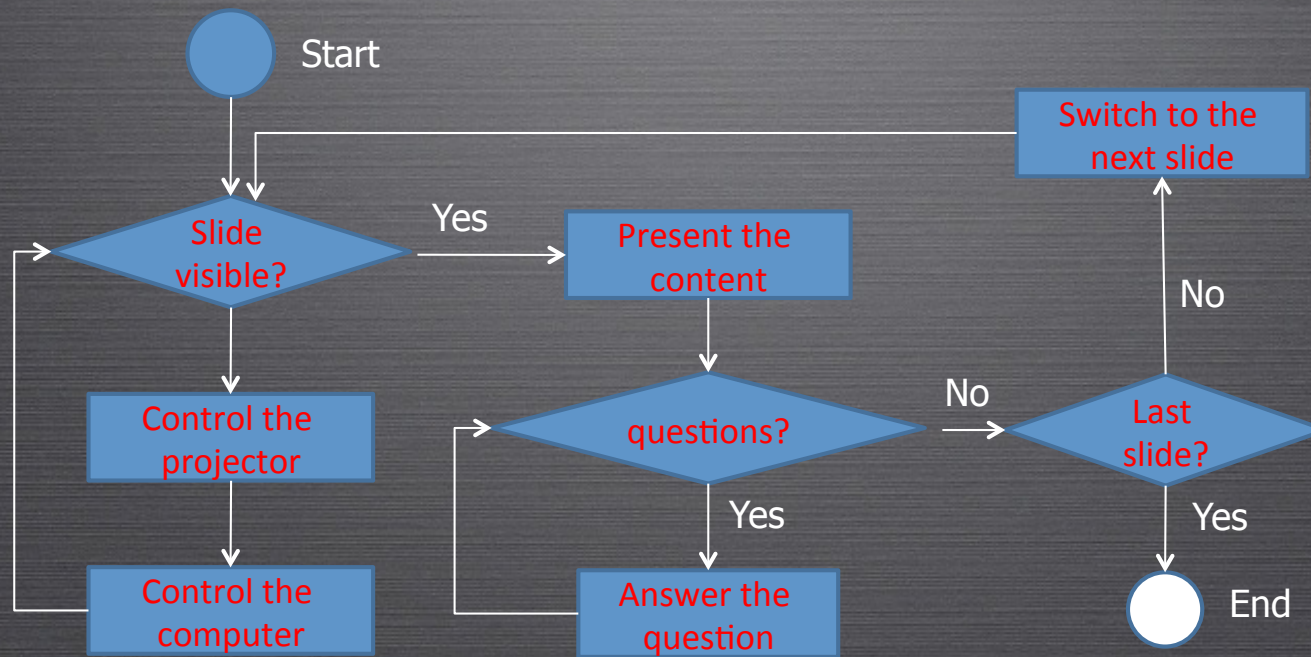 Start
Switch to the
next slide
Slide
visible?
Yes
Present the
content
No
Control the
projector
questions?
No
Last
slide?
Yes
Yes
Control the
computer
Answer the
question
End